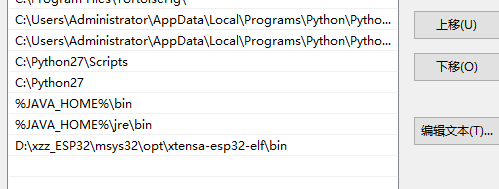 C:\Users\Administrator\AppData\Local\Programs\Python\Pytho...
C:\Users\Administrator\AppData\Local\Programs\Python\Pytho...
C:\Python27\Scripts
C:\Python27
%JAVA_HOME%\bin
%JAVA_HOME%\jre\bin
D:\xzz_ESP32\msys32\opt\xtensa-esp32-elf\bin
上移(U)
下移(O)
编辑文本(T)...